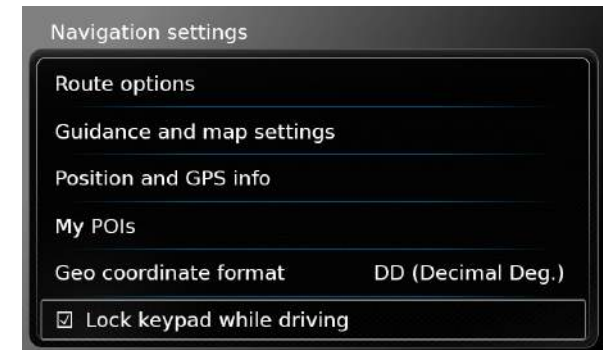 Navigation settings
Route options
Guidance and map settings
Position and GPS info
My POIs
Geo coordinate format DD (Decimal Deg.)
☑ Lock keypad while driving